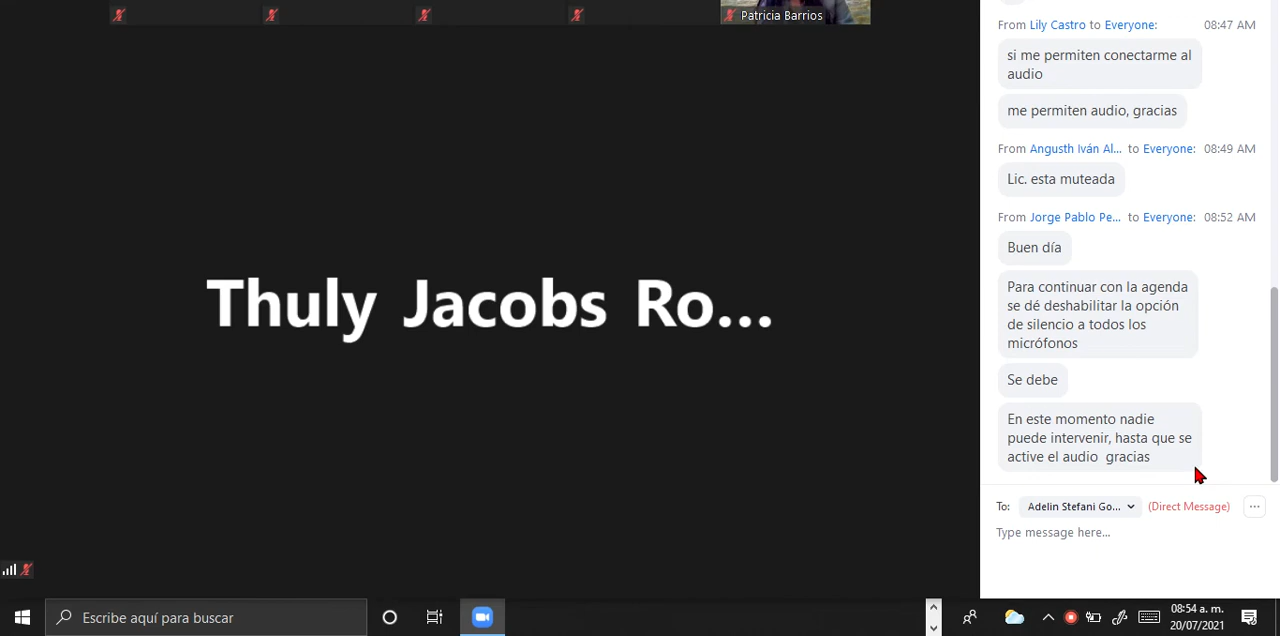 Patricia Barrios
Thuly Jacobs Ro...
From Lily Castro to Everyone: 08:47 AM
si me permiten conectarme al
audio
me permiten audio, gracias
From Angusth Iván Al... to Everyone: 08:49 AM
Lic. esta muteada
From Jorge Pablo Pe... to Everyone: 08:52 AM
Buen día
Para continuar con la agenda
se dé deshabilitar la opción
de silencio a todos los
micrófonos
Se debe
En este momento nadie
puede intervenir, hasta que se
active el audio gracias
To: Adelin Stefani Go... (Direct Message)
Type message here...
Escribe aquí para buscar
08:54 a. m.
20/07/2021